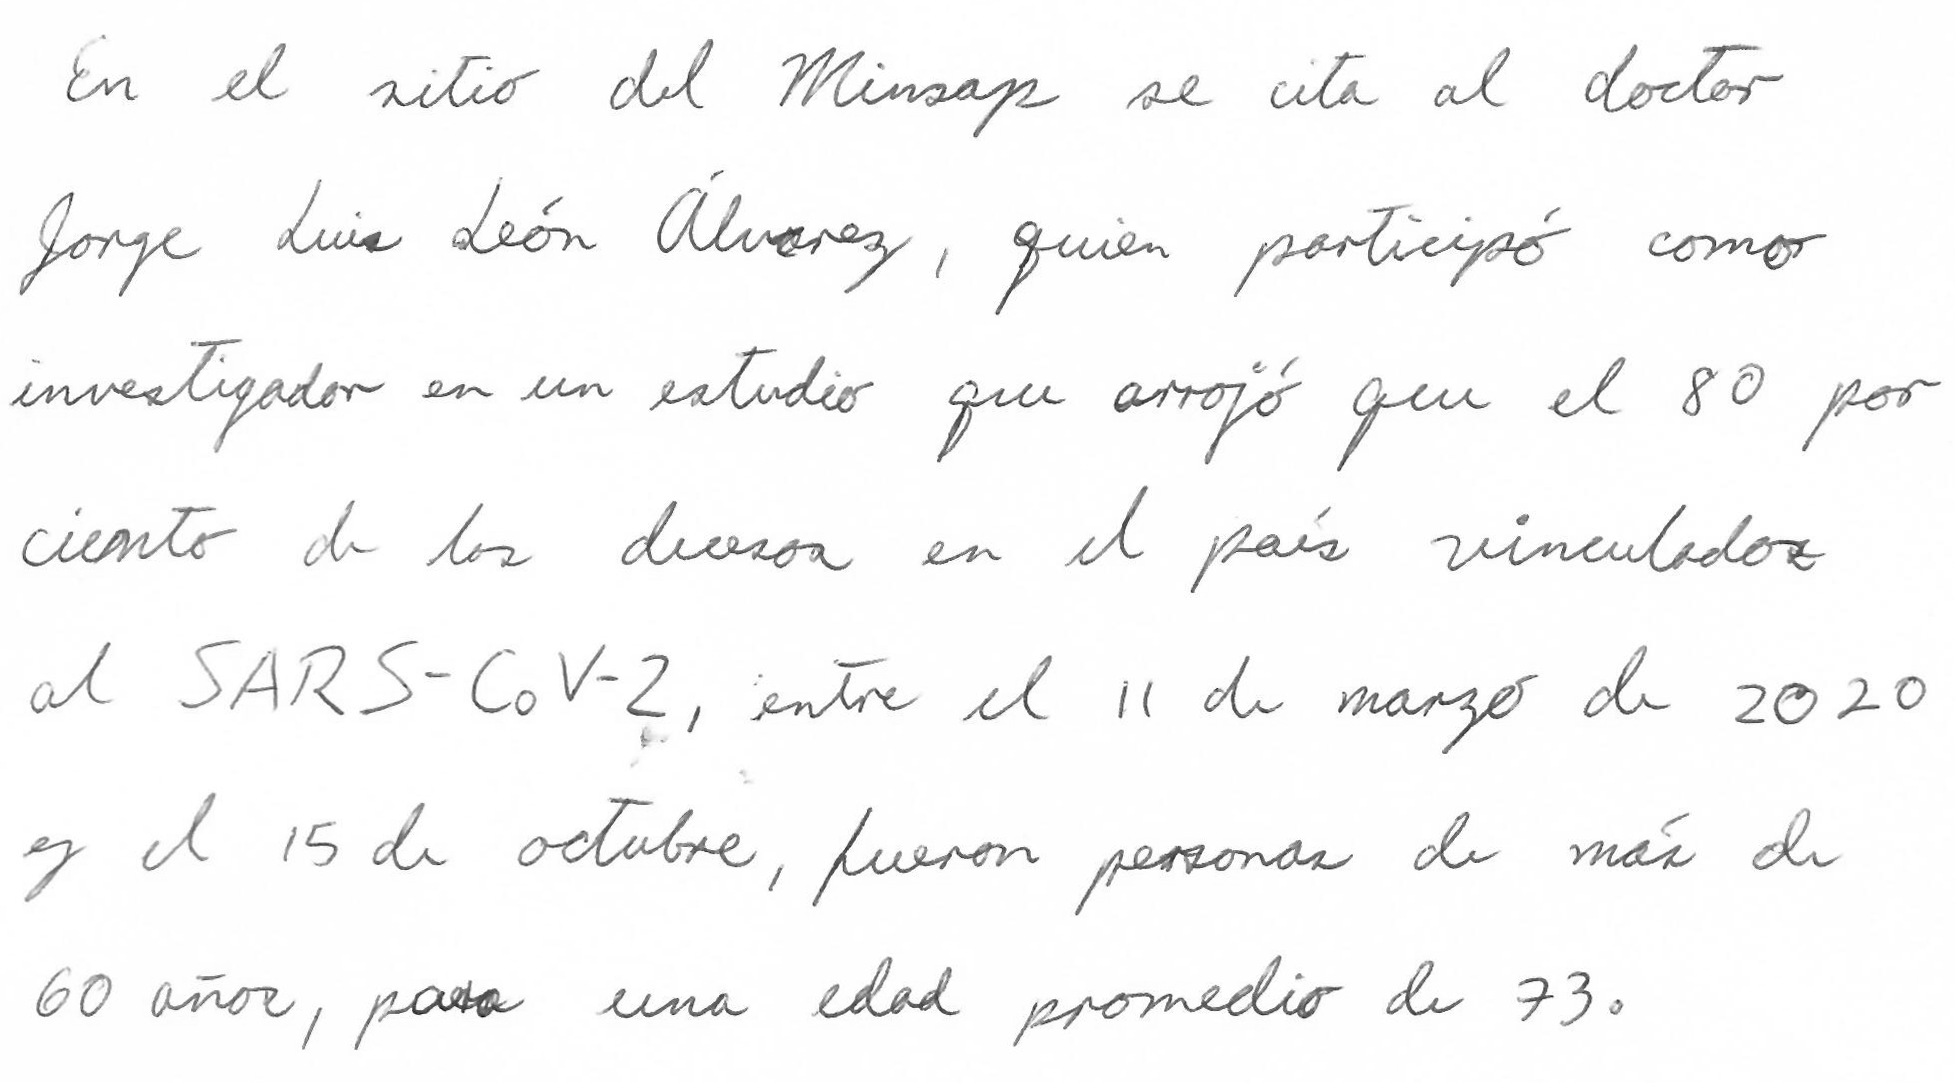 En el sitio del Minsap se cita al doctor
Jorge Luis León Álvarez, quien participó como
investigador en un estudio que arrojó que el 80 por
ciento de los decesos en el país vinculados
al SARS-CoV-2, entre el 11 de marzo de 2020
y el 15 de octubre, fueron personas de más de
60 años, para una edad promedio de 73.